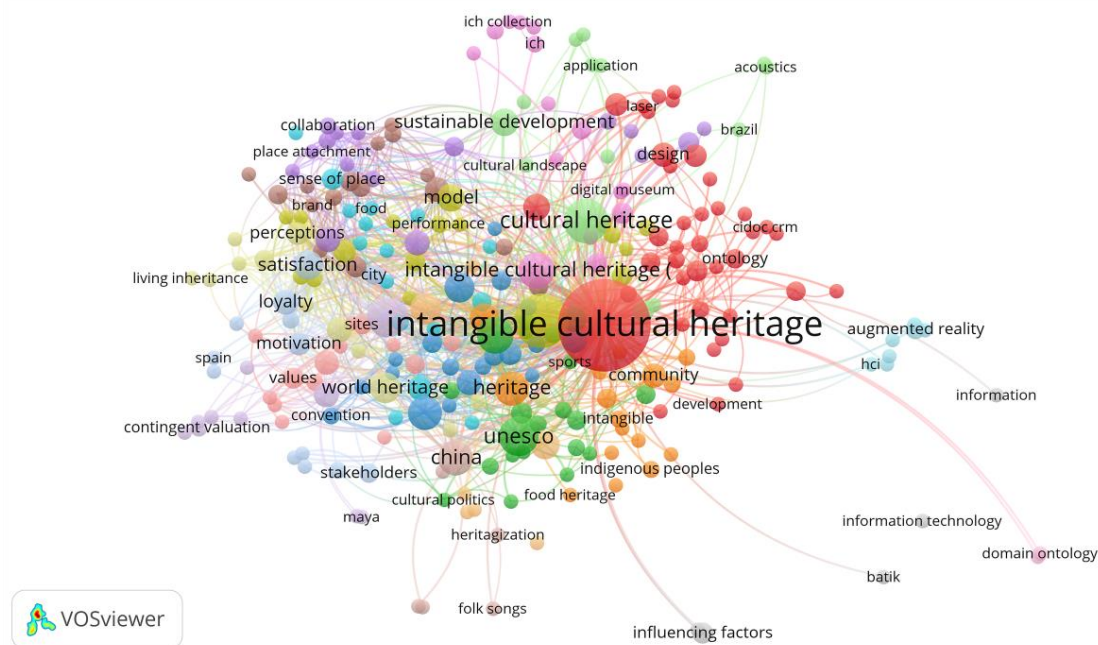 ich collection
ich
application
acoustics
laser
collaboration
sustainable development
brazil
place attachment
design
cultural landscape
sense of place
digital museum
model
brand
food
cultural heritage
performance
cidoc crm
perceptions
ontology
satisfaction
intangible cultural heritage (
city
living inheritance
loyalty
sites
intangible cultural heritage
augmented reality
motivation
spain
sports
hci
values
community
world heritage
heritage
information
development
convention
intangible
contingent valuation
unesco
china
stakeholders
indigenous peoples
cultural politics
food heritage
maya
information technology
heritagization
domain ontology
batik
folk songs
influencing factors
VOSviewer